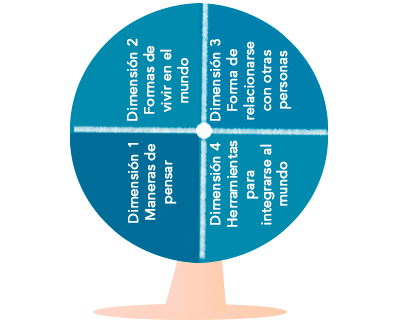 Dimensión 1
Maneras de
pensar
Dimensión 2
Formas de
vivir en el
mundo
Dimensión 3
Forma de
relacionarse
con otras
personas
Dimensión 4
Herramientas
para
integrarse al
mundo